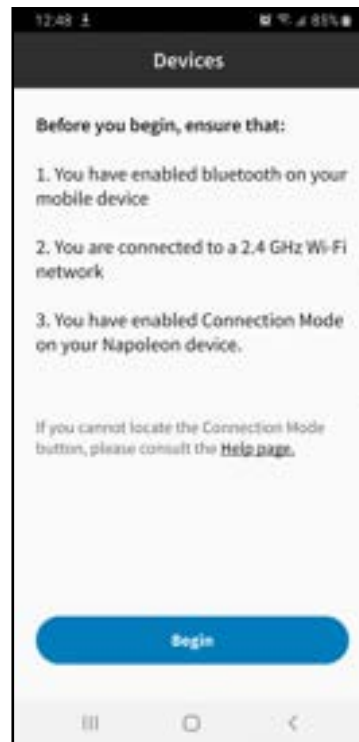 12:48
85%
Devices
Before you begin, ensure that:
1. You have enabled bluetooth on your
mobile device
2. You are connected to a 2.4 GHz Wi-Fi
network
3. You have enabled Connection Mode
on your Napoleon device.
If you cannot locate the Connection Mode
button, please consult the Help page.
Begin